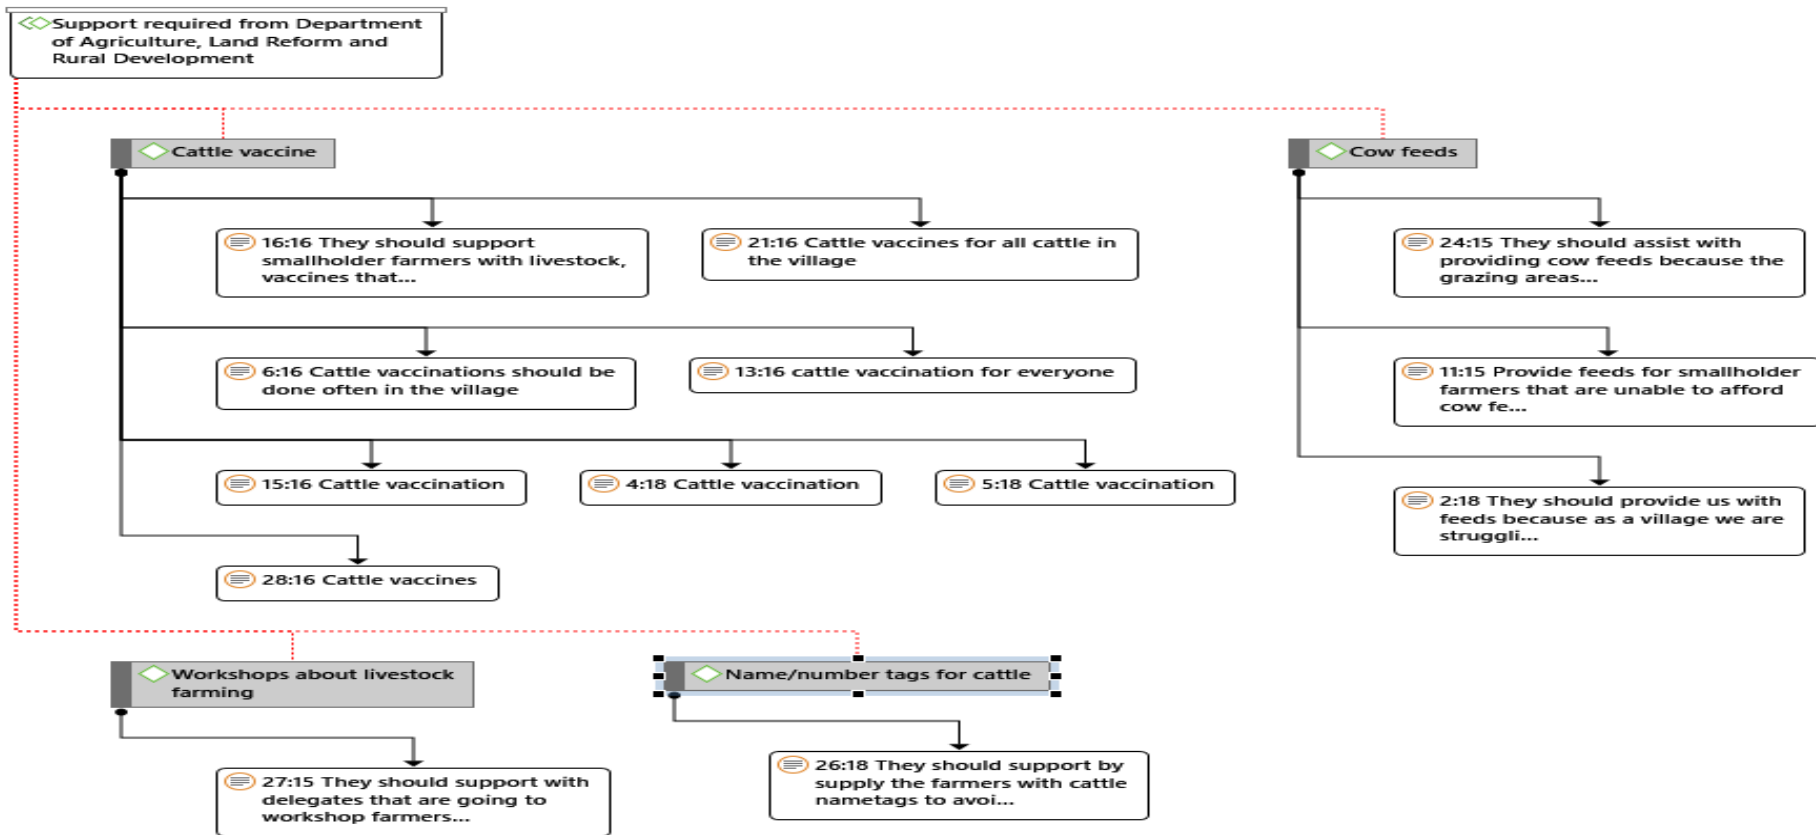 Support required from Department
of Agriculture, Land Reform and
Rural Development
Cattle vaccine
Cow feeds
16:16 They should support
smallholder farmers with livestock,
vaccines that...
21:16 Cattle vaccines for all cattle in
the village
24:15 They should assist with
providing cow feeds because the
grazing areas...
6:16 Cattle vaccinations should be
done often in the village
13:16 cattle vaccination for everyone
11:15 Provide feeds for smallholder
farmers that are unable to afford
cow fe...
15:16 Cattle vaccination
4:18 Cattle vaccination
5:18 Cattle vaccination
2:18 They should provide us with
feeds because as a village we are
struggli...
28:16 Cattle vaccines
Workshops about livestock
farming
Name/number tags for cattle
27:15 They should support with
delegates that are going to
workshop farmers...
26:18 They should support by
supply the farmers with cattle
nametags to avoi...